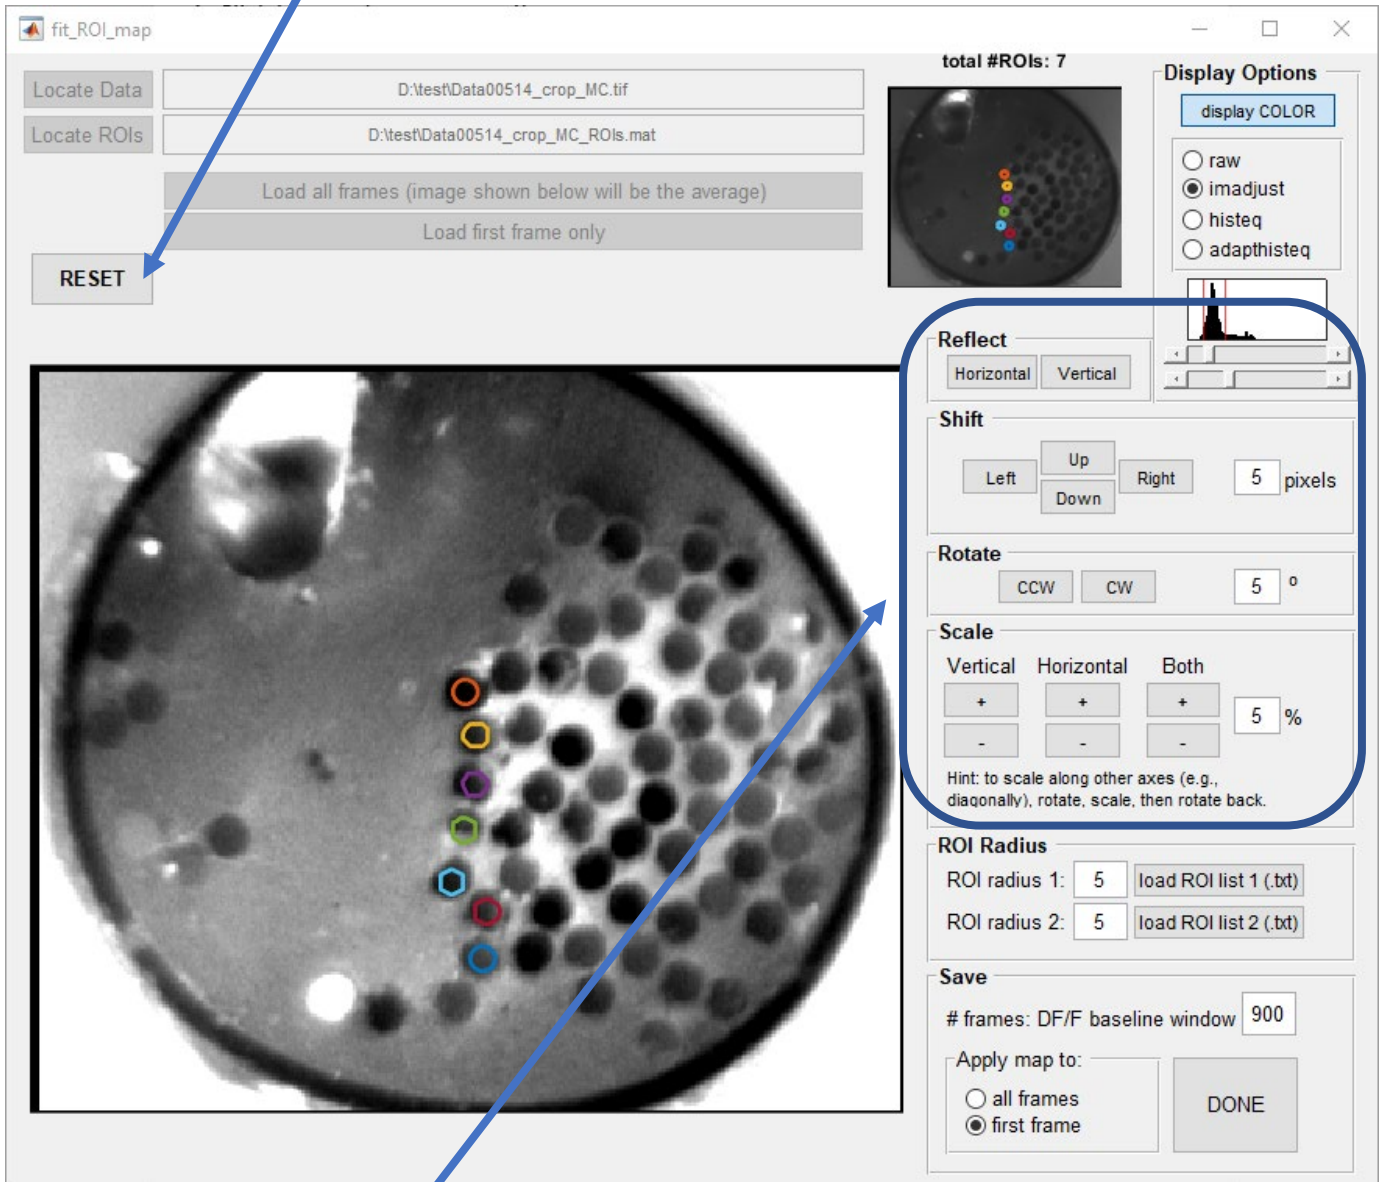 fit_ROI_map
total #ROIs: 7
Locate Data
D:\test\Data00514_crop_MC.tif
Locate ROIs
D:\test\Data00514_crop_MC_ROIs.mat
Load all frames (image shown below will be the average)
Load first frame only
RESET
Display Options
display COLOR
raw
imadjust
histeq
adapthisteq
Reflect
Horizontal Vertical
Shift
Up
Left Right 5 pixels
Down
Rotate
CCW CW 5 º
Scale
Vertical Horizontal Both
+ + +
5 %
- - -
Hint: to scale along other axes (e.g.,
diagonally), rotate, scale, then rotate back.
ROI Radius
ROI radius 1: 5 load ROI list 1 (.txt)
ROI radius 2: 5 load ROI list 2 (.txt)
Save
# frames: DF/F baseline window 900
Apply map to:
all frames
first frame
DONE